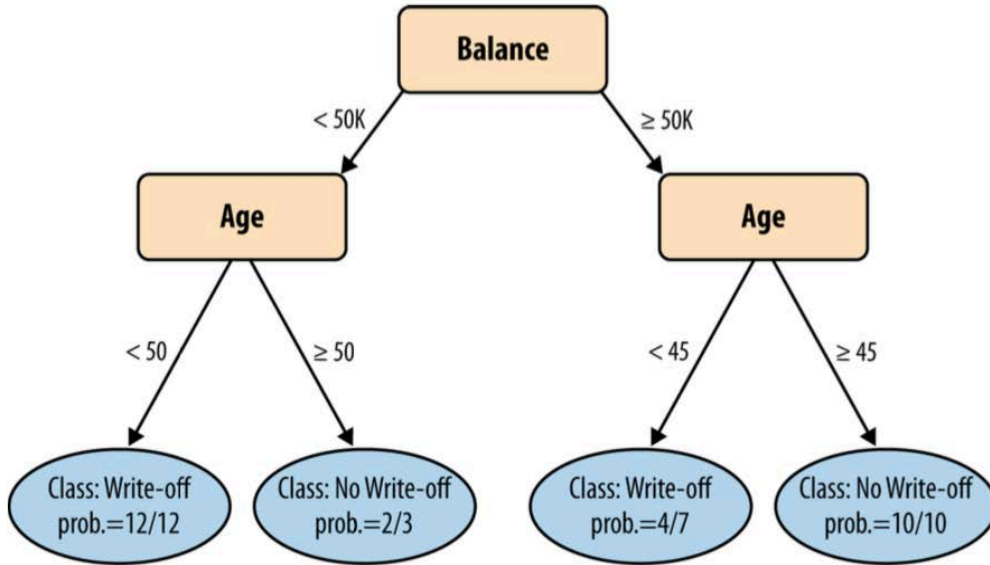 Balance
< 50K
≥ 50K
Age
Age
< 50
≥ 50
< 45
≥ 45
Class: Write-off
prob.=12/12
Class: No Write-off
prob.=2/3
Class: Write-off
prob.=4/7
Class: No Write-off
prob.=10/10